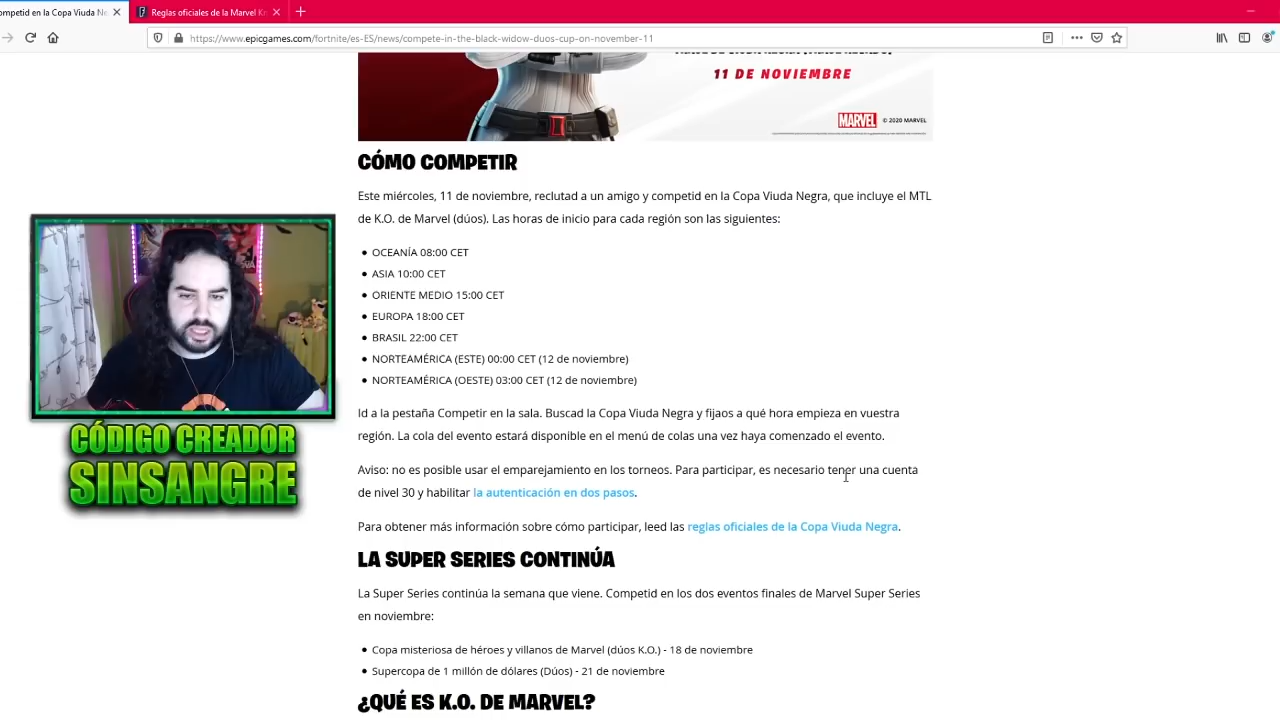 ompetid en la Copa Viuda Ne
Reglas oficiales de la Marvel Kn
https://www.epicgames.com/fortnite/es-ES/news/compete-in-the-black-widow-duos-cup-on-november-11
11 DE NOVIEMBRE
MARVEL © 2020 MARVEL
CÓMO COMPETIR
Este miércoles, 11 de noviembre, reclutad a un amigo y competid en la Copa Viuda Negra, que incluye el MTL
de K.O. de Marvel (dúos). Las horas de inicio para cada región son las siguientes:
• OCEANÍA 08:00 CET
• ASIA 10:00 CET
• ORIENTE MEDIO 15:00 CET
• EUROPA 18:00 CET
• BRASIL 22:00 CET
• NORTEAMÉRICA (ESTE) 00:00 CET (12 de noviembre)
• NORTEAMÉRICA (OESTE) 03:00 CET (12 de noviembre)
Id a la pestaña Competir en la sala. Buscad la Copa Viuda Negra y fijaos a qué hora empieza en vuestra
región. La cola del evento estará disponible en el menú de colas una vez haya comenzado el evento.
Aviso: no es posible usar el emparejamiento en los torneos. Para participar, es necesario tener una cuenta
de nivel 30 y habilitar la autenticación en dos pasos.
Para obtener más información sobre cómo participar, leed las reglas oficiales de la Copa Viuda Negra.
LA SUPER SERIES CONTINÚA
La Super Series continúa la semana que viene. Competid en los dos eventos finales de Marvel Super Series
en noviembre:
• Copa misteriosa de héroes y villanos de Marvel (dúos K.O.) - 18 de noviembre
• Supercopa de 1 millón de dólares (Dúos) - 21 de noviembre
¿QUÉ ES K.O. DE MARVEL?
CÓDIGO CREADOR
SINSANGRE